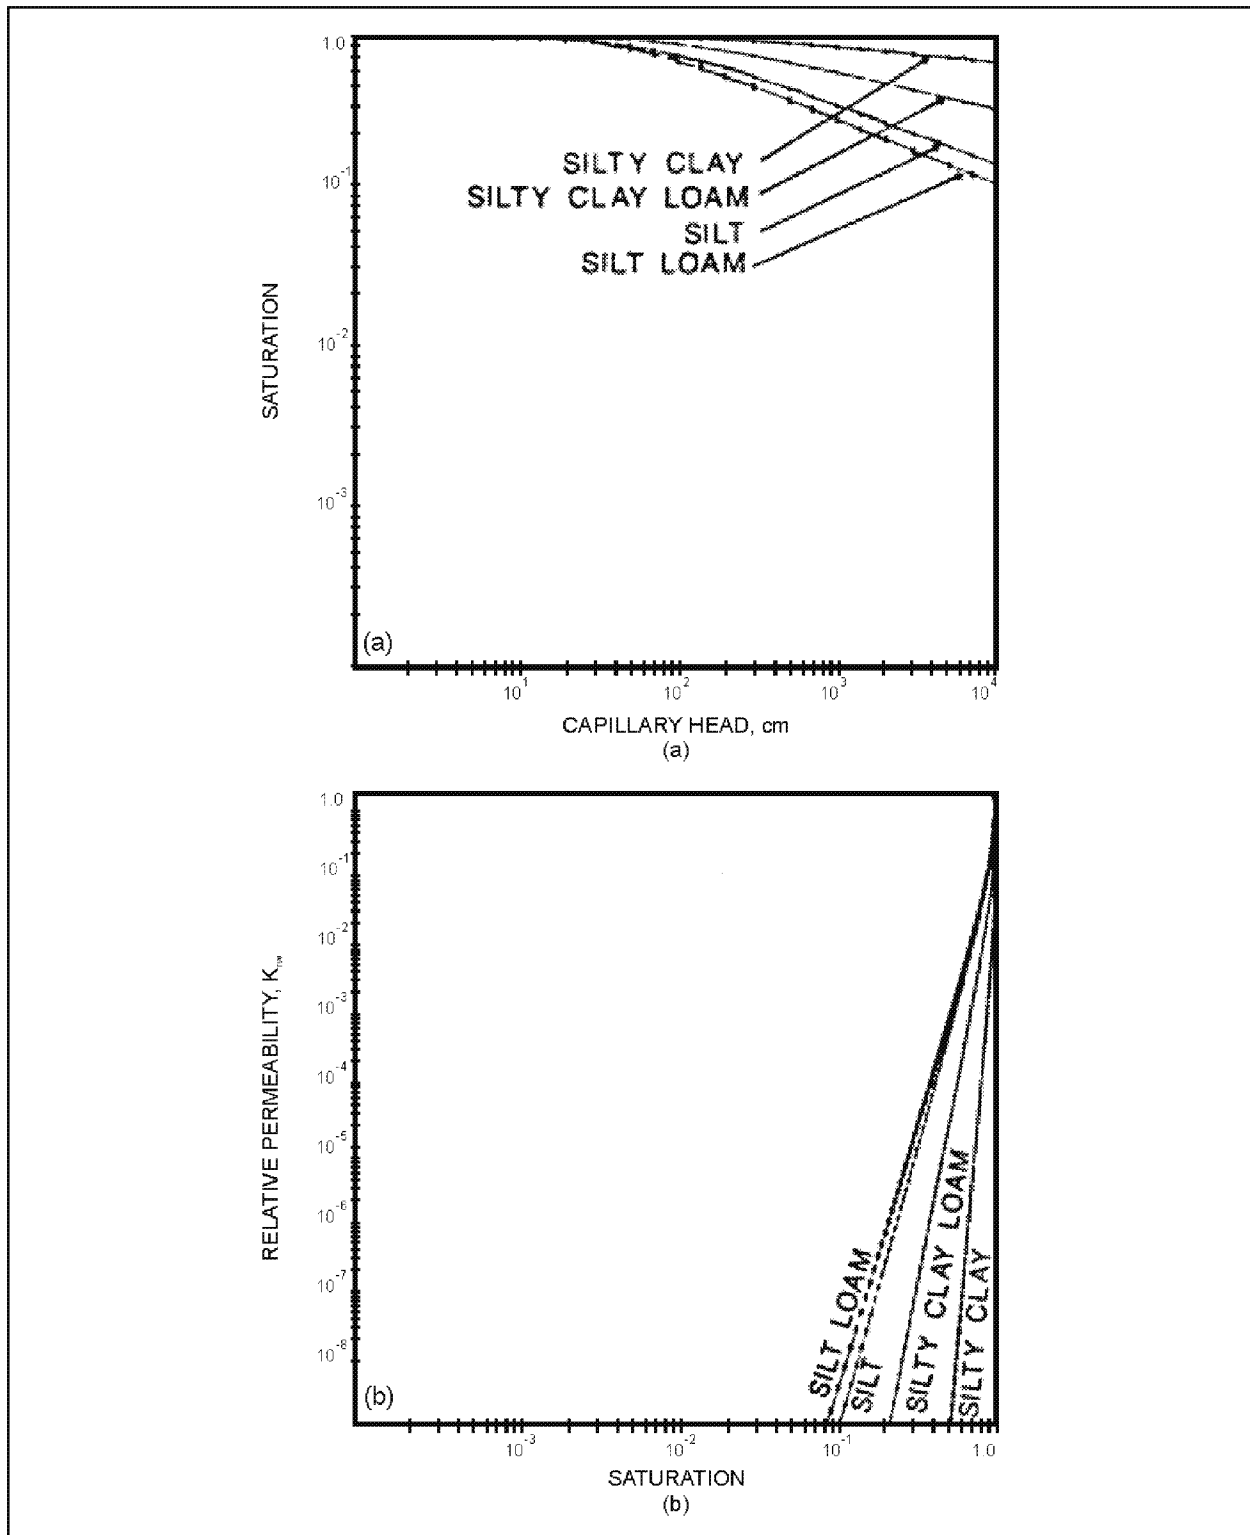 1.0
SILTY CLAY
10⁻¹
SILTY CLAY LOAM
SILT
SILT LOAM
SATURATION
10⁻²
10⁻³
(a)
10¹ 10² 10³ 10⁴
CAPILLARY HEAD, cm
(a)
1.0
10⁻¹
10⁻²
RELATIVE PERMEABILITY, K
10⁻³
10⁻⁴
10⁻⁵
10⁻⁶
10⁻⁷
10⁻⁸
SILT LOAM
SILT
SILTY CLAY LOAM
SILTY CLAY
(b)
10⁻³ 10⁻² 10⁻¹ 1.0
SATURATION
(b)